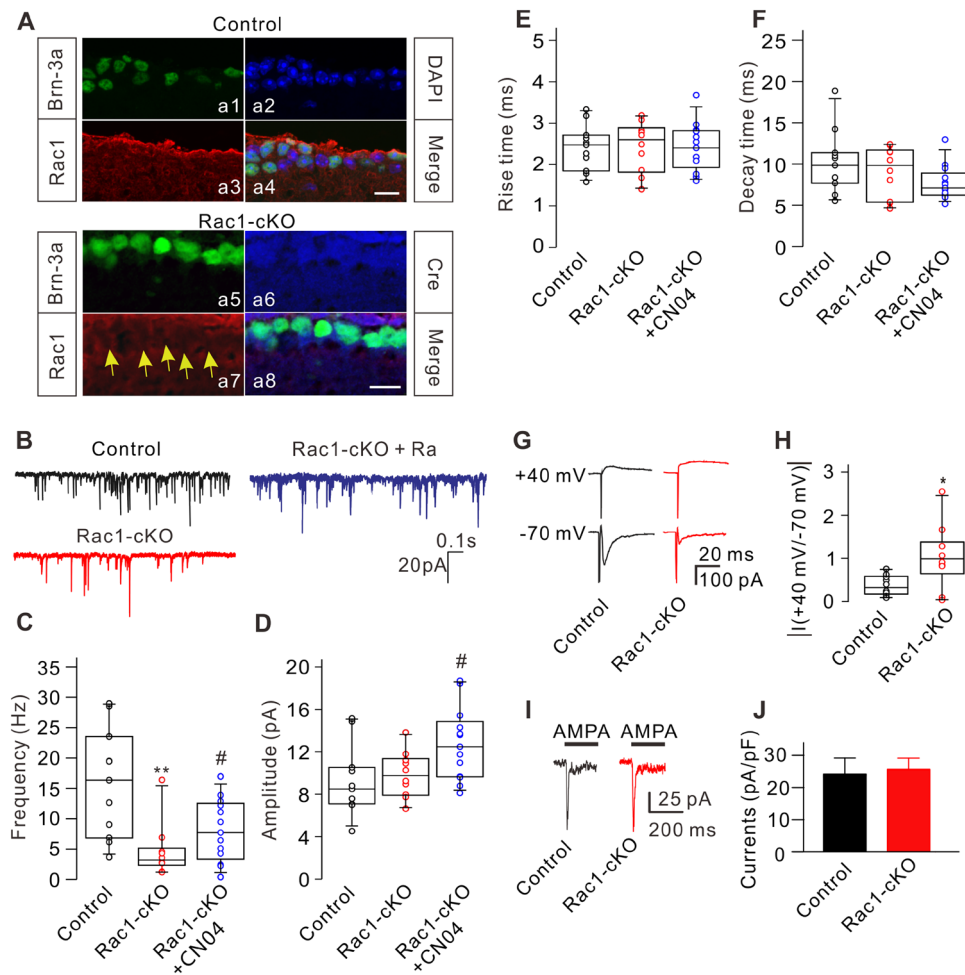 A
Control
Brn-3a
a1
a2
DAPI
Rac1
a3
a4
Merge
Rac1-cKO
Brn-3a
a5
a6
Cre
Rac1
a7
a8
Merge
B
Control
Rac1-cKO + Ra
Rac1-cKO
0.1s
20pA
C
Frequency (Hz)
35
30
25
20
15
10
5
0
**
#
Control
Rac1-cKO
Rac1-cKO
+CN04
D
Amplitude (pA)
20
16
12
8
4
0
#
Control
Rac1-cKO
Rac1-cKO
+CN04
E
Rise time (ms)
5
4
3
2
1
0
Control
Rac1-cKO
Rac1-cKO
+CN04
F
Decay time (ms)
25
20
15
10
5
0
Control
Rac1-cKO
Rac1-cKO
+CN04
G
+40 mV
-70 mV
20 ms
100 pA
Control
Rac1-cKO
H
|I(+40 mV/-70 mV)|
3
2
1
0
*
Control
Rac1-cKO
I
AMPA
AMPA
25 pA
200 ms
Control
Rac1-cKO
J
Currents (pA/pF)
30
20
10
0
Control
Rac1-cKO